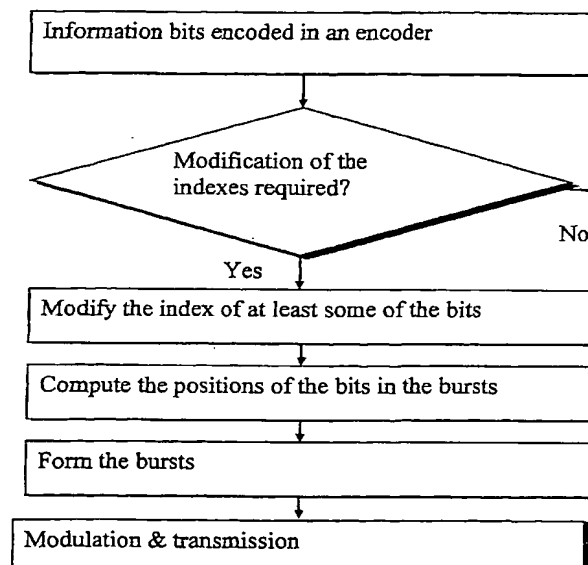 Information bits encoded in an encoder
Modification of the
indexes required?
No
Yes
Modify the index of at least some of the bits
Compute the positions of the bits in the bursts
Form the bursts
Modulation & transmission